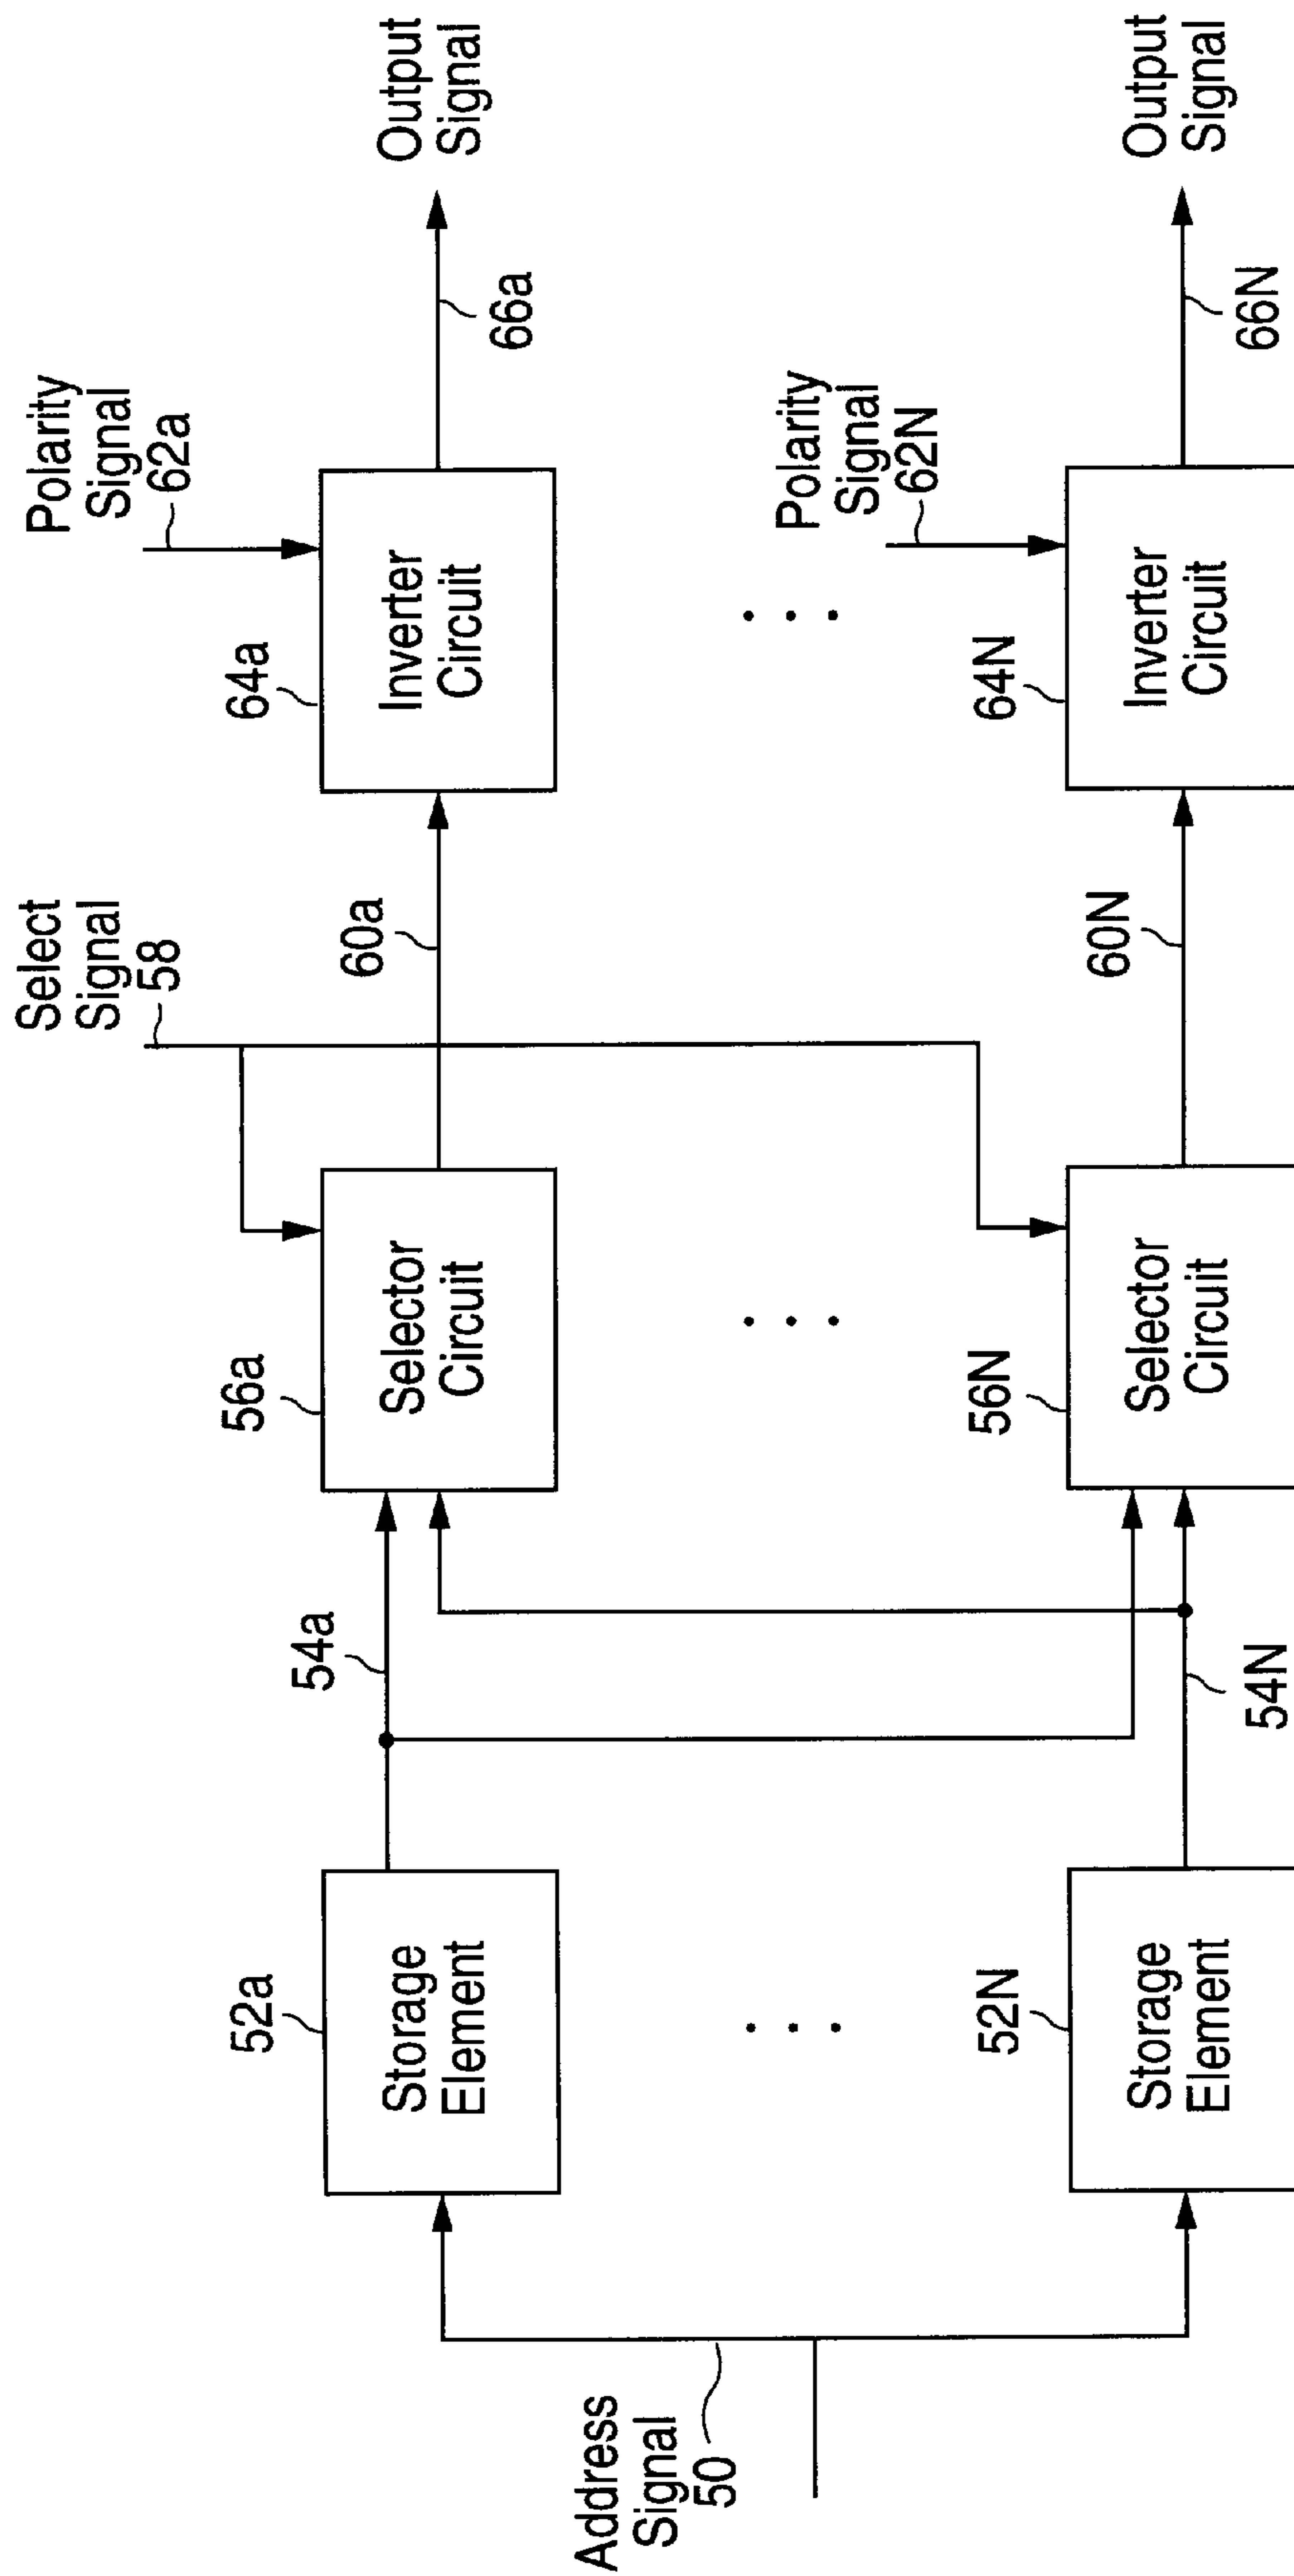 Address
Signal
50
52a
Storage
Element
52N
Storage
Element
54a
54N
56a
Selector
Circuit
56N
Selector
Circuit
Select
Signal
58
60a
60N
64a
Inverter
Circuit
64N
Inverter
Circuit
Polarity
Signal
62a
Polarity
Signal
62N
66a
66N
Output
Signal
Output
Signal